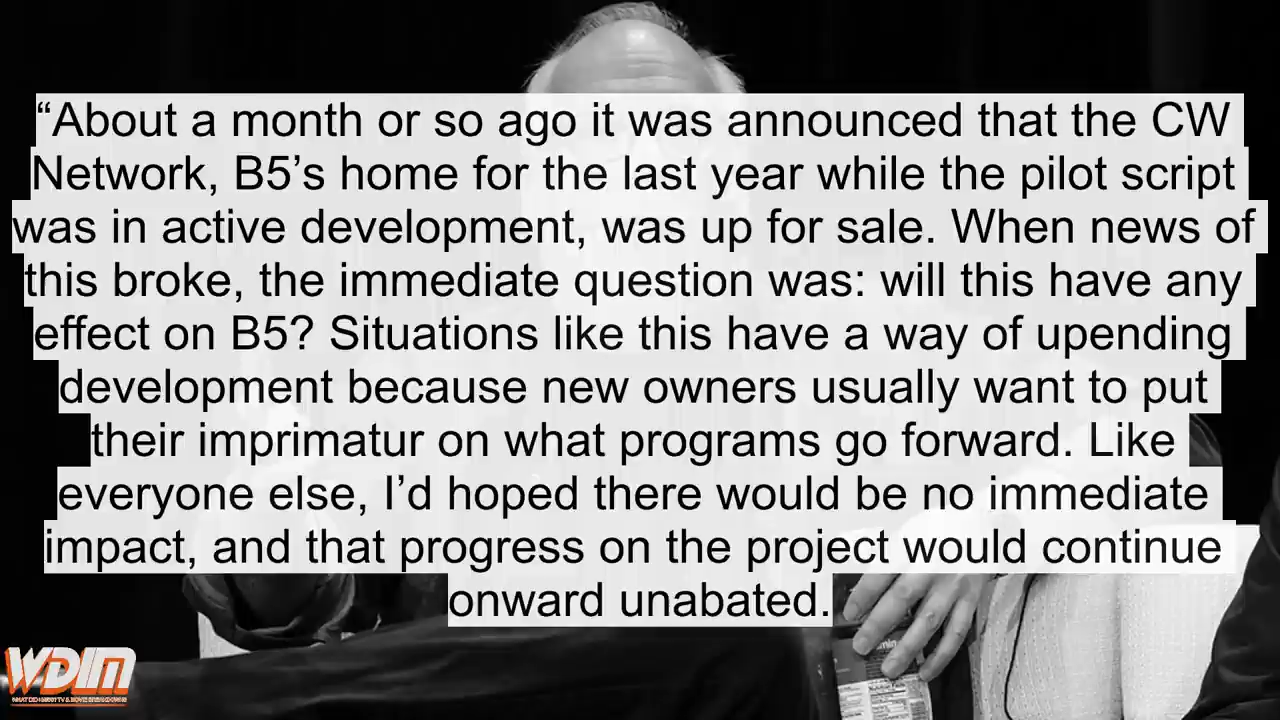 “About a month or so ago it was announced that the CW
Network, B5’s home for the last year while the pilot script
was in active development, was up for sale. When news of
this broke, the immediate question was: will this have any
effect on B5? Situations like this have a way of upending
development because new owners usually want to put
their imprimatur on what programs go forward. Like
everyone else, I’d hoped there would be no immediate
impact, and that progress on the project would continue
onward unabated.
WDIM